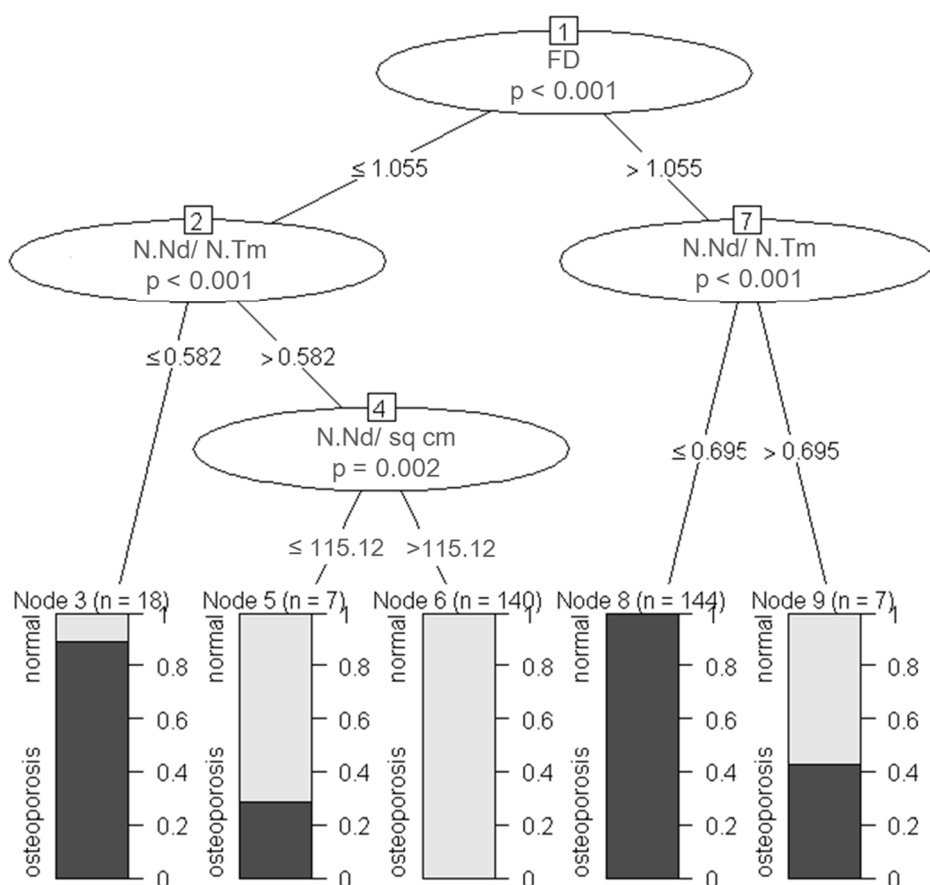 1
FD
p < 0.001
≤ 1.055
> 1.055
2
N.Nd/ N.Tm
p < 0.001
7
N.Nd/ N.Tm
p < 0.001
≤0.582
> 0.582
4
N.Nd/ sq cm
p = 0.002
≤0.695
> 0.695
≤ 115.12
>115.12
Node 3 (n = 18)
Node 5 (n = 7)
Node 6 (n = 140)
Node 8 (n = 144)
Node 9 (n = 7)
normal
osteoporosis
1
0.8
0.6
0.4
0.2
0
normal
osteoporosis
1
0.8
0.6
0.4
0.2
0
normal
osteoporosis
1
0.8
0.6
0.4
0.2
0
normal
osteoporosis
1
0.8
0.6
0.4
0.2
0
normal
osteoporosis
1
0.8
0.6
0.4
0.2
0